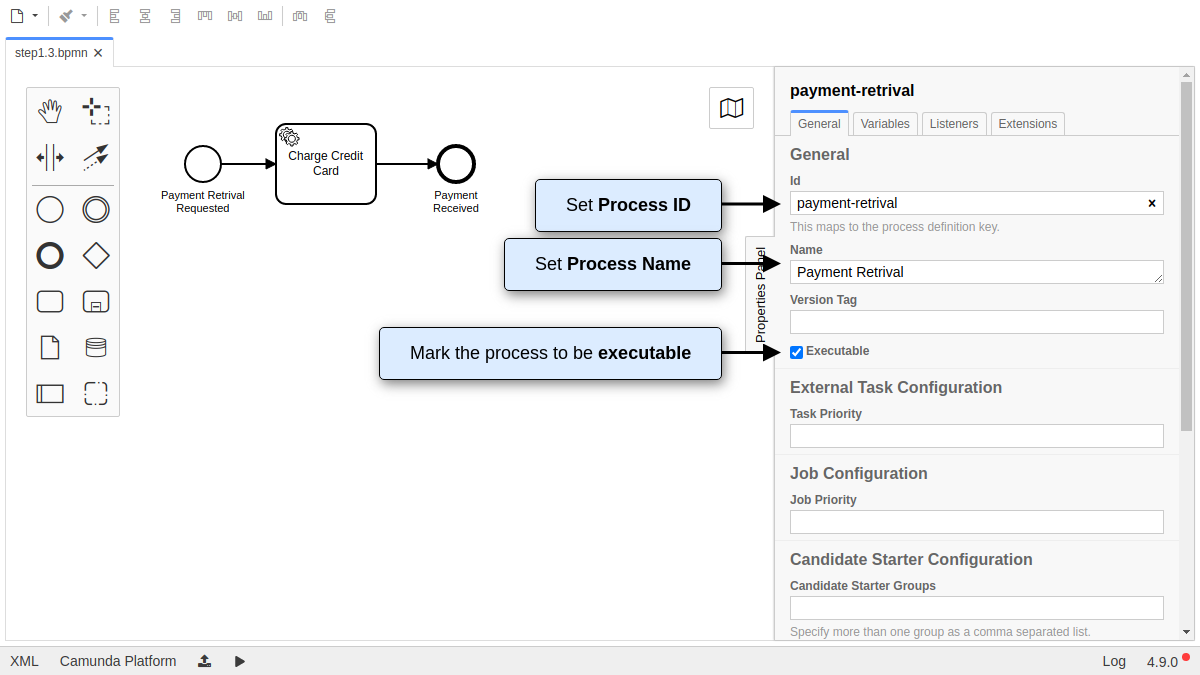 step1.3.bpmn
Charge Credit
Card
Payment Retrival
Requested
Payment
Received
Set Process ID
Set Process Name
Mark the process to be executable
Properties Panel
payment-retrival
General
Variables
Listeners
Extensions
General
Id
payment-retrival
This maps to the process definition key.
Name
Payment Retrival
Version Tag
Executable
External Task Configuration
Task Priority
Job Configuration
Job Priority
Candidate Starter Configuration
Candidate Starter Groups
Specify more than one group as a comma separated list.
XML
Camunda Platform
Log
4.9.0